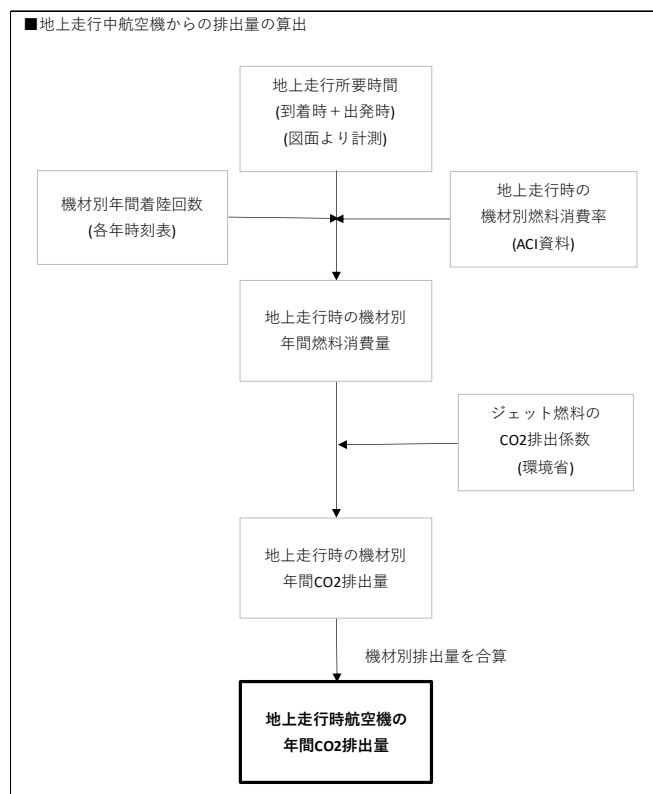 ■地上走行中航空機からの排出量の算出
地上走行所要時間
(到着時＋出発時)
(図面より計測)
機材別年間着陸回数
(各年時刻表)
地上走行時の
機材別燃料消費率
(ACI資料)
地上走行時の機材別
年間燃料消費量
ジェット燃料の
CO2排出係数
(環境省)
地上走行時の機材別
年間CO2排出量
機材別排出量を合算
地上走行時航空機の
年間CO2排出量